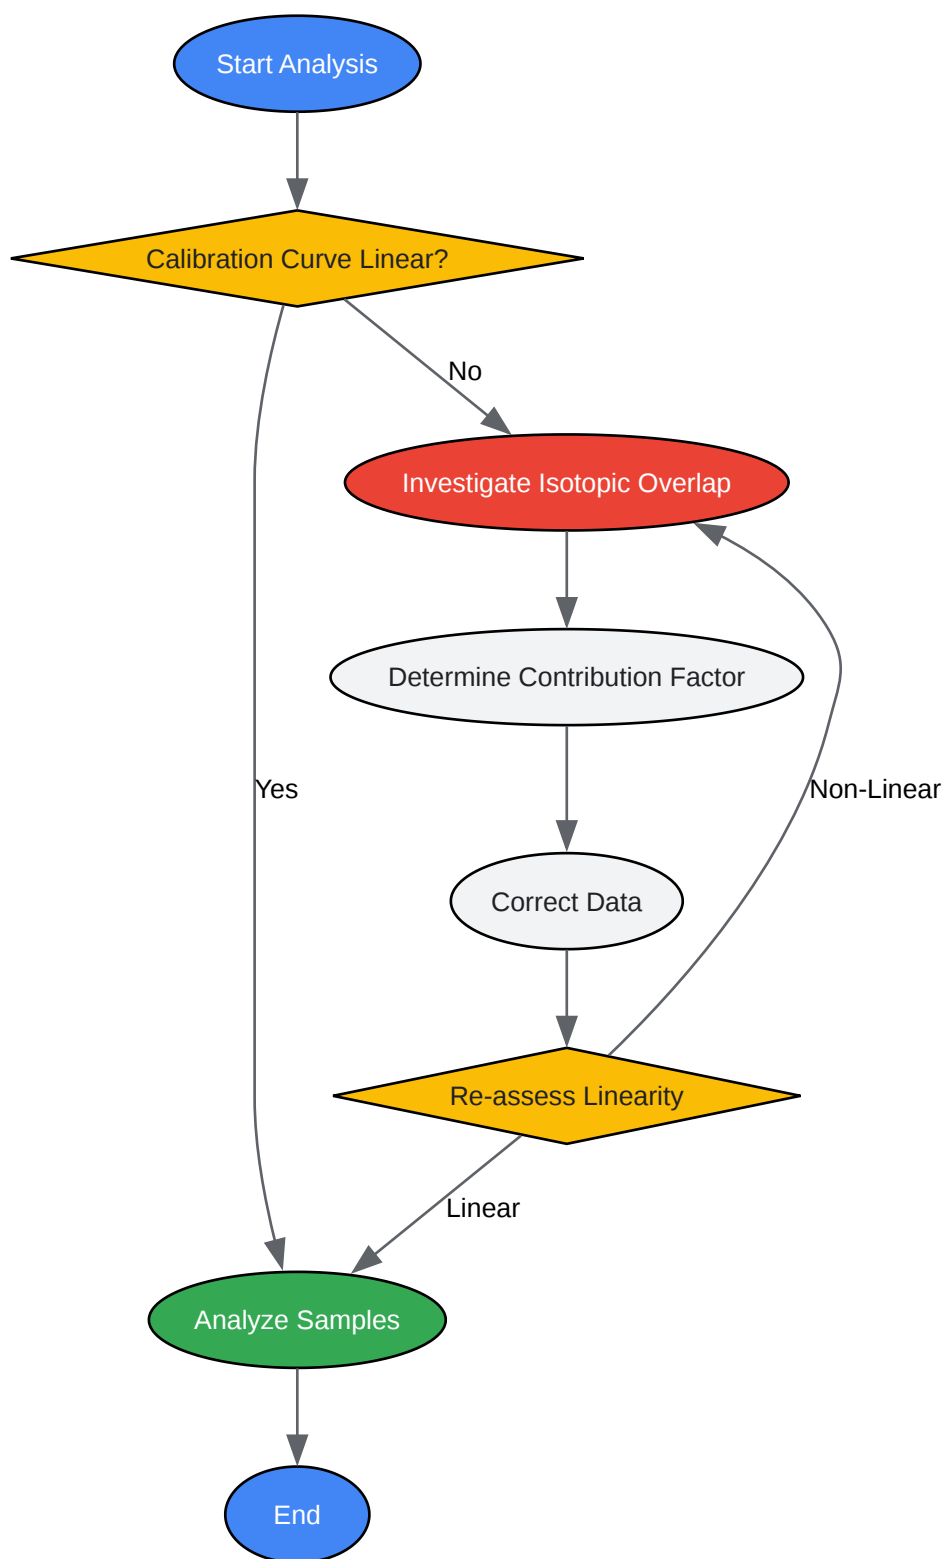 Start Analysis
Calibration Curve Linear?
No
Investigate Isotopic Overlap
Determine Contribution Factor
Yes
Non-Linear
Correct Data
Re-assess Linearity
Linear
Analyze Samples
End